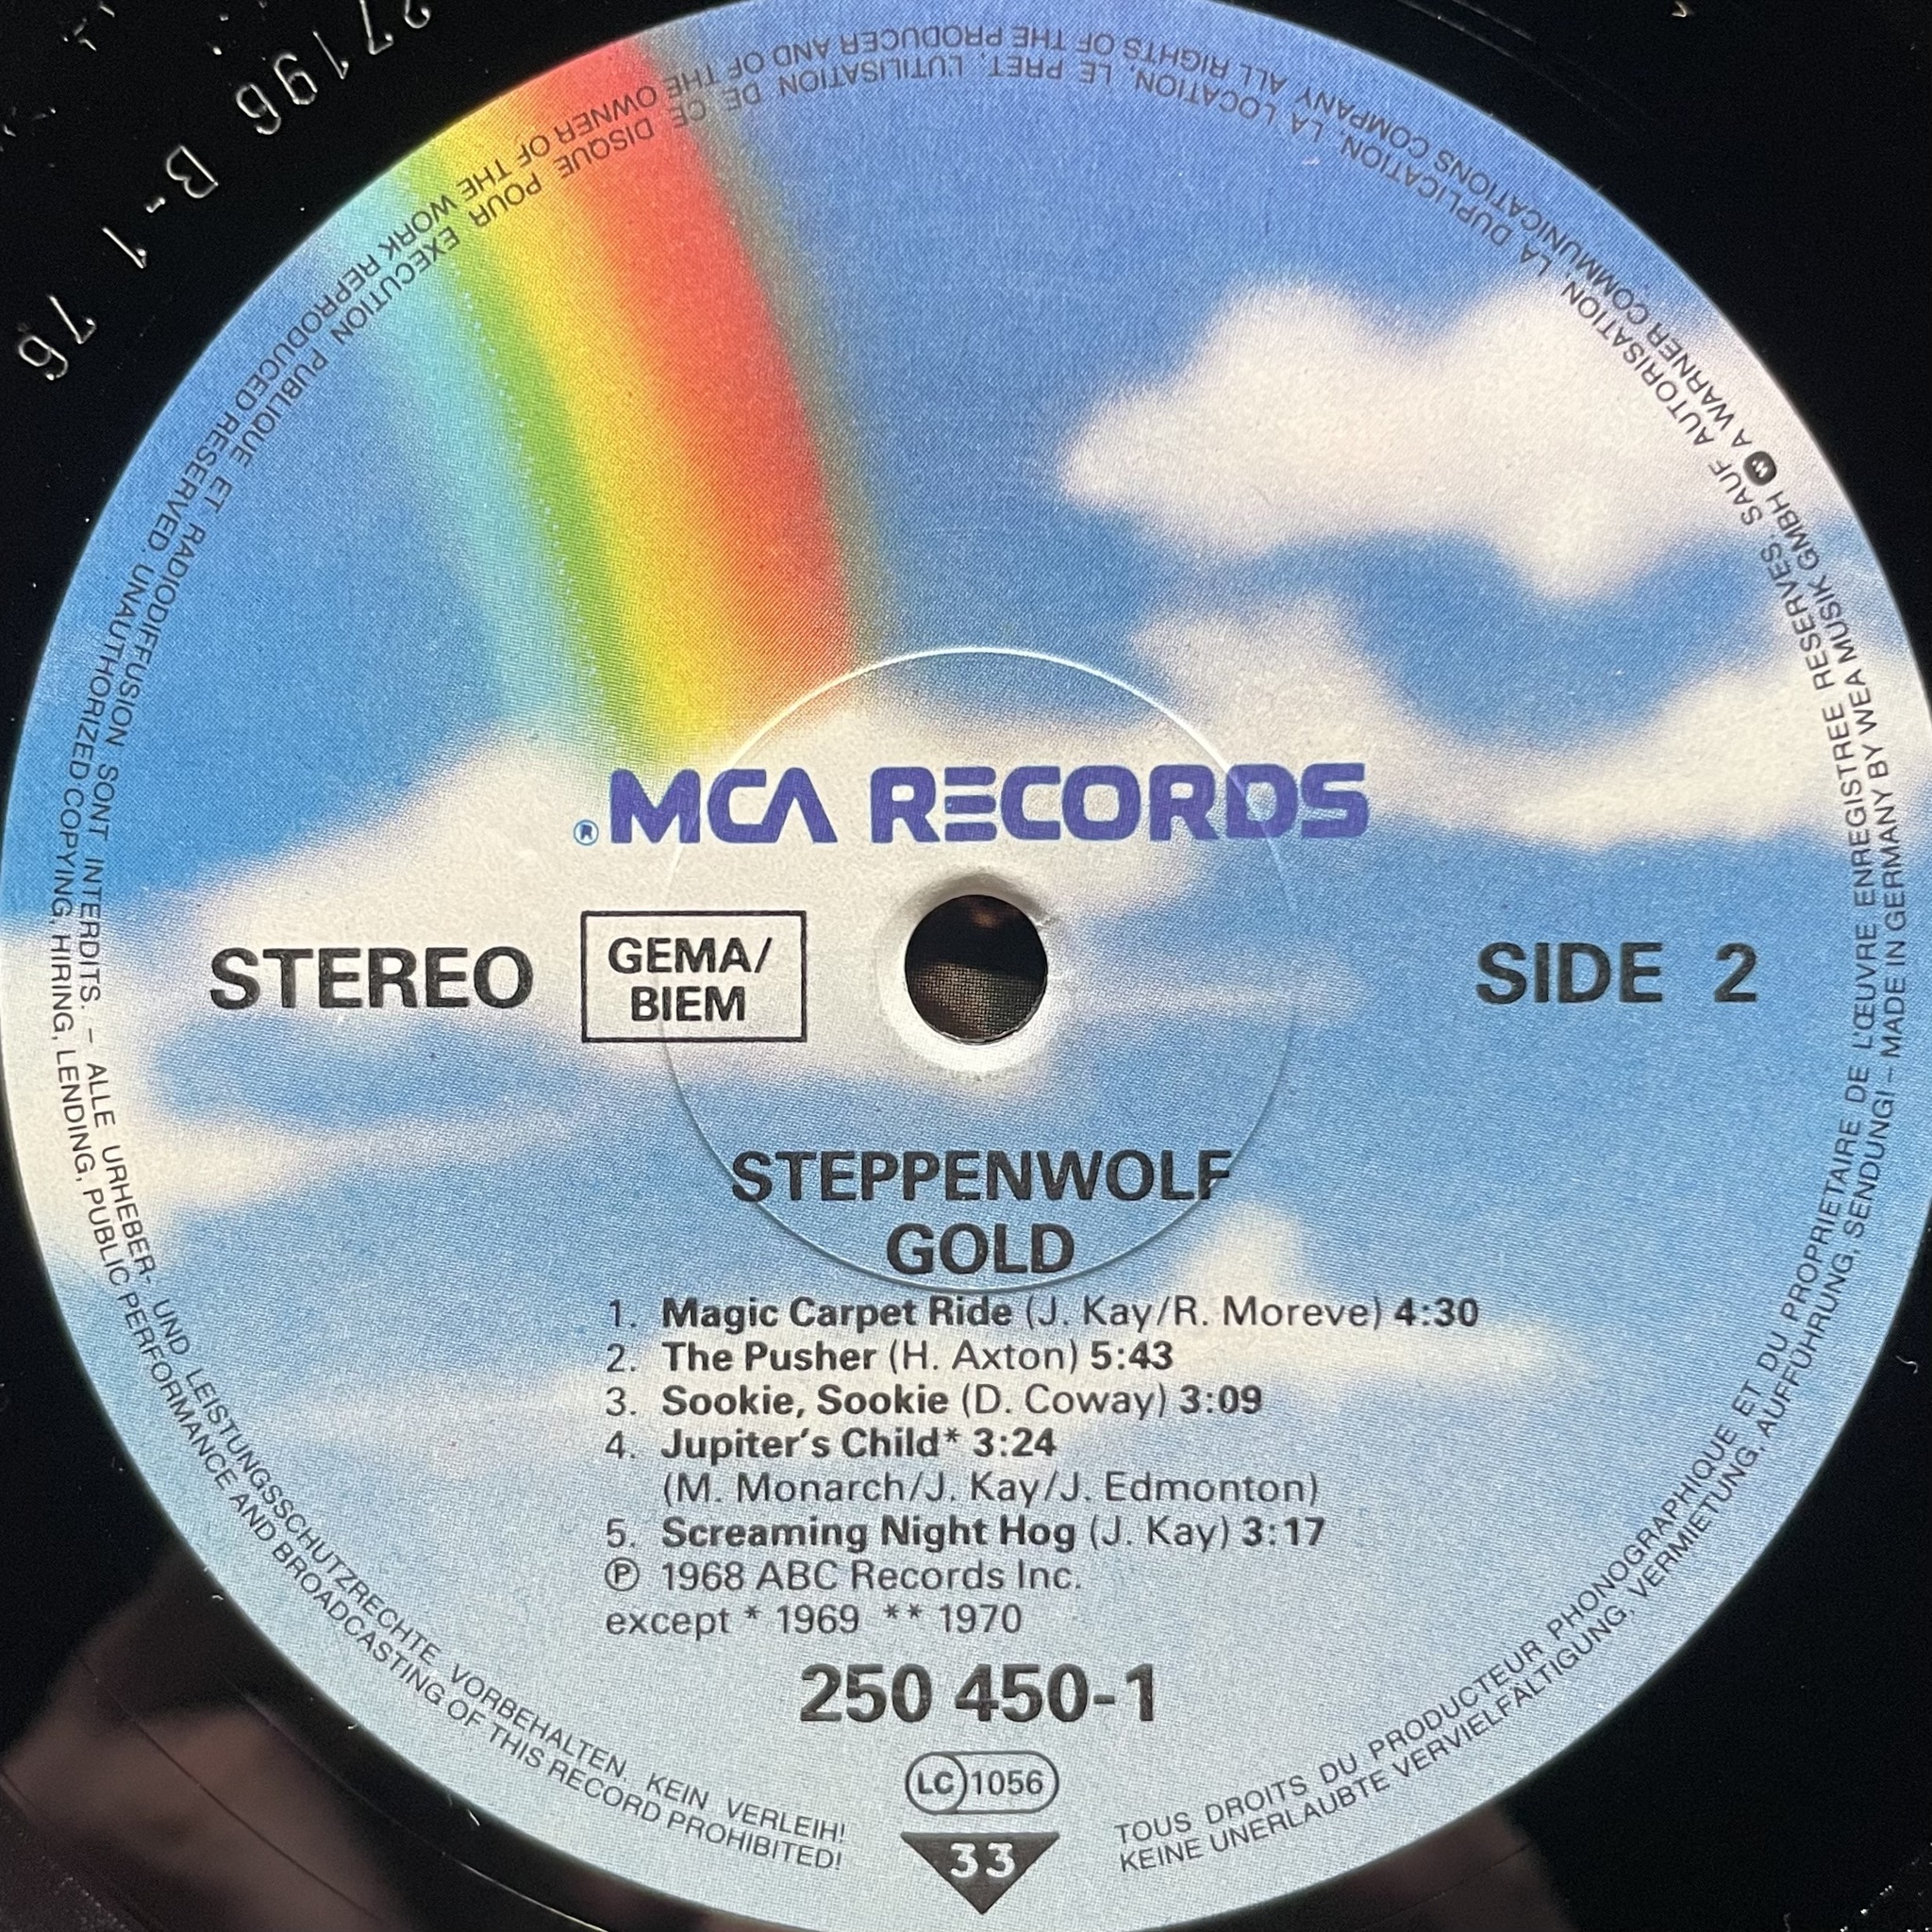 27196 B-1 76
® MCA RECORDS
STEREO
GEMA/
BIEM
SIDE 2
STEPPENWOLF
GOLD
1. Magic Carpet Ride (J. Kay/R. Moreve) 4:30
2. The Pusher (H. Axton) 5:43
3. Sookie, Sookie (D. Coway) 3:09
4. Jupiter's Child* 3:24
(M. Monarch/J. Kay/J. Edmonton)
5. Screaming Night Hog (J. Kay) 3:17
Ⓟ 1968 ABC Records Inc.
except * 1969 ** 1970
250 450-1
LC 1056
33
TOUS DROITS DU PRODUCTEUR PHONOGRAPHIQUE ET DU PROPRIETAIRE DE L'ŒUVRE ENREGISTREE RESERVES. SAUF AUTORISATION, LA DUPLICATION, LA LOCATION, LE PRET, L'UTILISATION DE CE DISQUE POUR EXECUTION PUBLIQUE ET RADIODIFFUSION SONT INTERDITS. – ALLE URHEBER- UND LEISTUNGSSCHUTZRECHTE VORBEHALTEN. KEIN VERLEIH!
KEINE UNERLAUBTE VERVIELFÄLTIGUNG, VERMIETUNG, AUFFÜHRUNG, SENDUNG! – MADE IN GERMANY BY WEA MUSIK GMBH A WARNER COMMUNICATIONS COMPANY ALL RIGHTS OF THE PRODUCER AND OF THE OWNER OF THE WORK REPRODUCED RESERVED. UNAUTHORIZED COPYING, HIRING, LENDING, PUBLIC PERFORMANCE AND BROADCASTING OF THIS RECORD PROHIBITED!